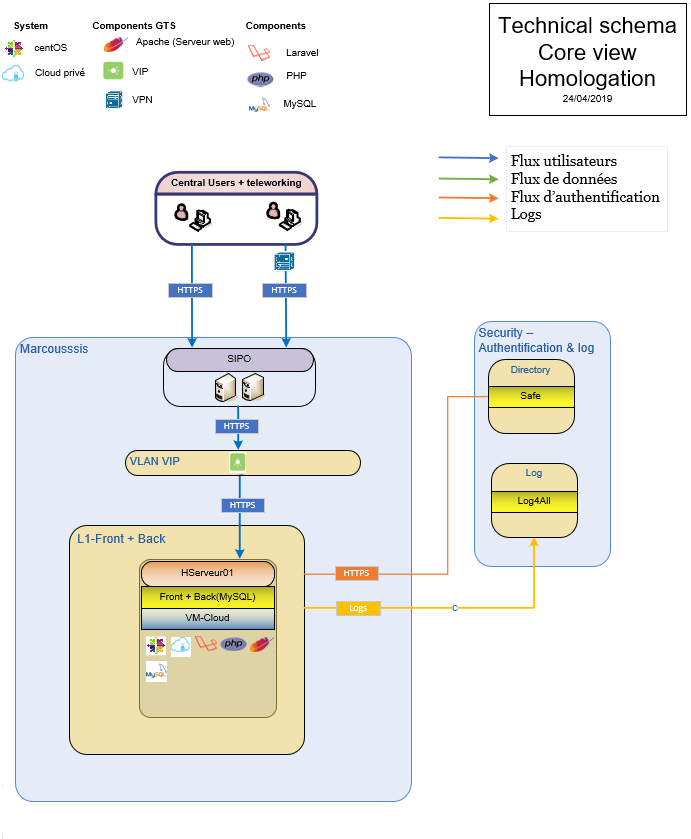 System
centOS
Cloud privé
Components GTS
Apache (Serveur web)
VIP
VPN
Components
Laravel
php
PHP
MySQL
MySQL
Technical schema
Core view
Homologation
24/04/2019
Flux utilisateurs
Flux de données
Flux d'authentification
Logs
Central Users + teleworking
HTTPS
HTTPS
Marcousssis
SIPO
HTTPS
VLAN VIP
HTTPS
L1-Front + Back
HServeur01
Front + Back(MySQL)
VM-Cloud
php
MySQL
Security –
Authentification & log
Directory
Safe
Log
Log4All
HTTPS
Logs
C